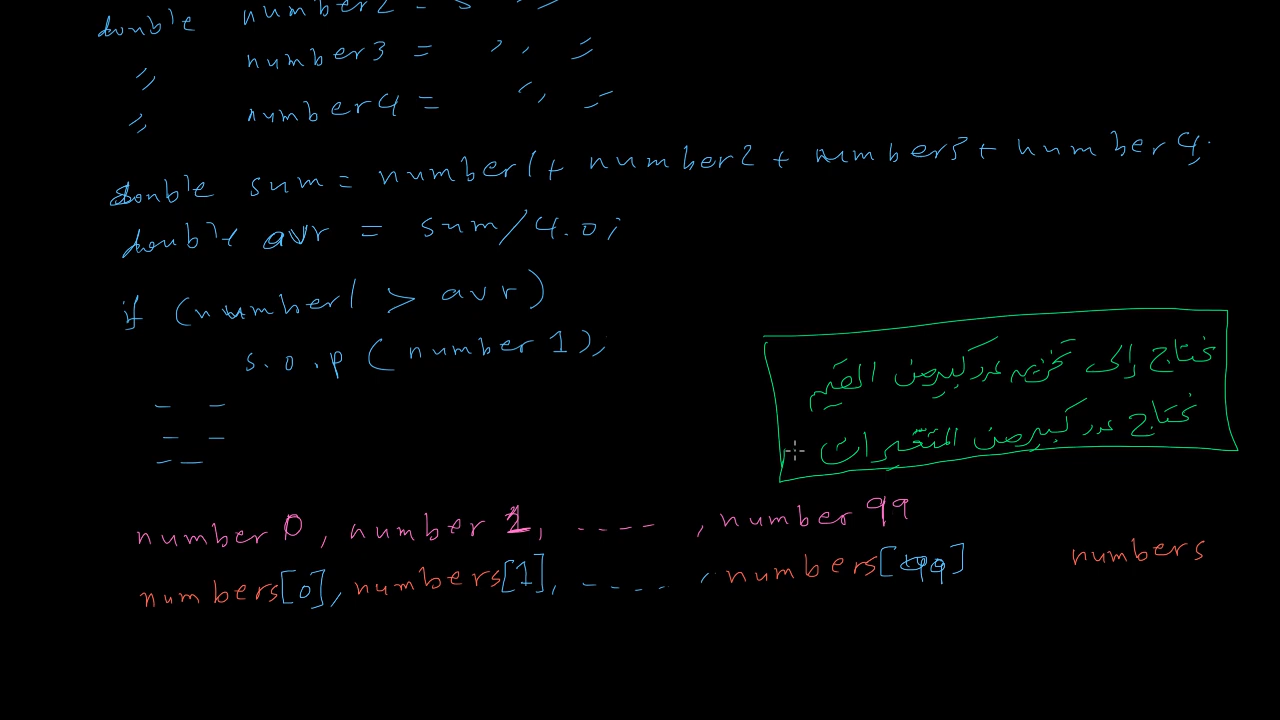 double number2 = s
" number3 = " =
" number4 = " =
double sum = number1 + number2 + number3 + number4;
double avr = sum/4.0;
if (number1 > avr)
s.o.p (number 1);
نحتاج إلى تخزين عدد كبير من القيم
نحتاج عدد كبير من المتغيرات
number0, number 1, ---- , number 99
numbers[0], numbers[1], ----- , numbers[99] numbers